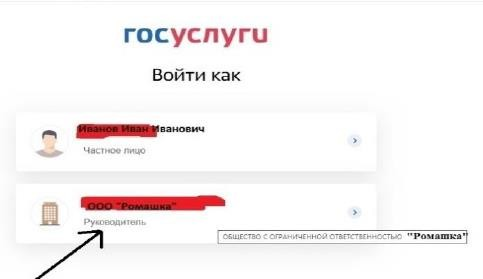 госуслуги
Войти как
Иванов Иван Иванович
Частное лицо
ООО "Ромашка"
Руководитель
ОБЩЕСТВО С ОГРАНИЧЕННОЙ ОТВЕТСТВЕННОСТЬЮ "Ромашка"